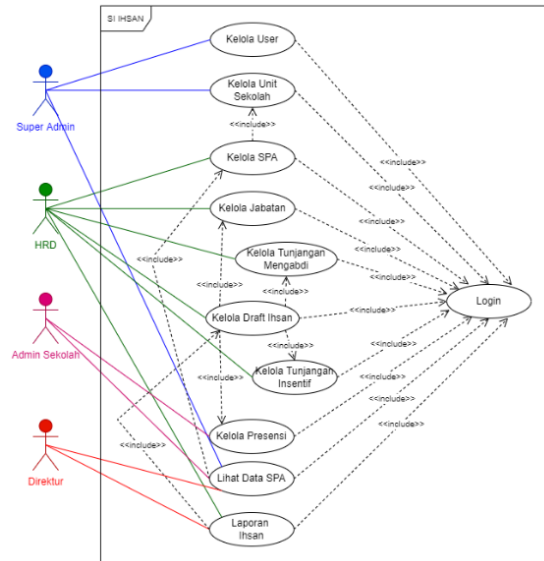 SI IHSAN
Kelola User
Super Admin
Kelola Unit
Sekolah
<<include>>
<<include>>
<<include>>
Kelola SPA
<<include>>
HRD
Kelola Jabatan
<<include>>
<<include>>
Kelola Tunjangan
Mengabdi
<<include>>
<<include>>
<<include>>
Admin Sekolah
Kelola Draft Ihsan
<<include>>
Login
<<include>>
<<include>>
Kelola Tunjangan
Insentif
<<include>>
<<include>>
Direktur
Kelola Presensi
<<include>>
<<include>>
Lihat Data SPA
<<include>>
Laporan
Ihsan